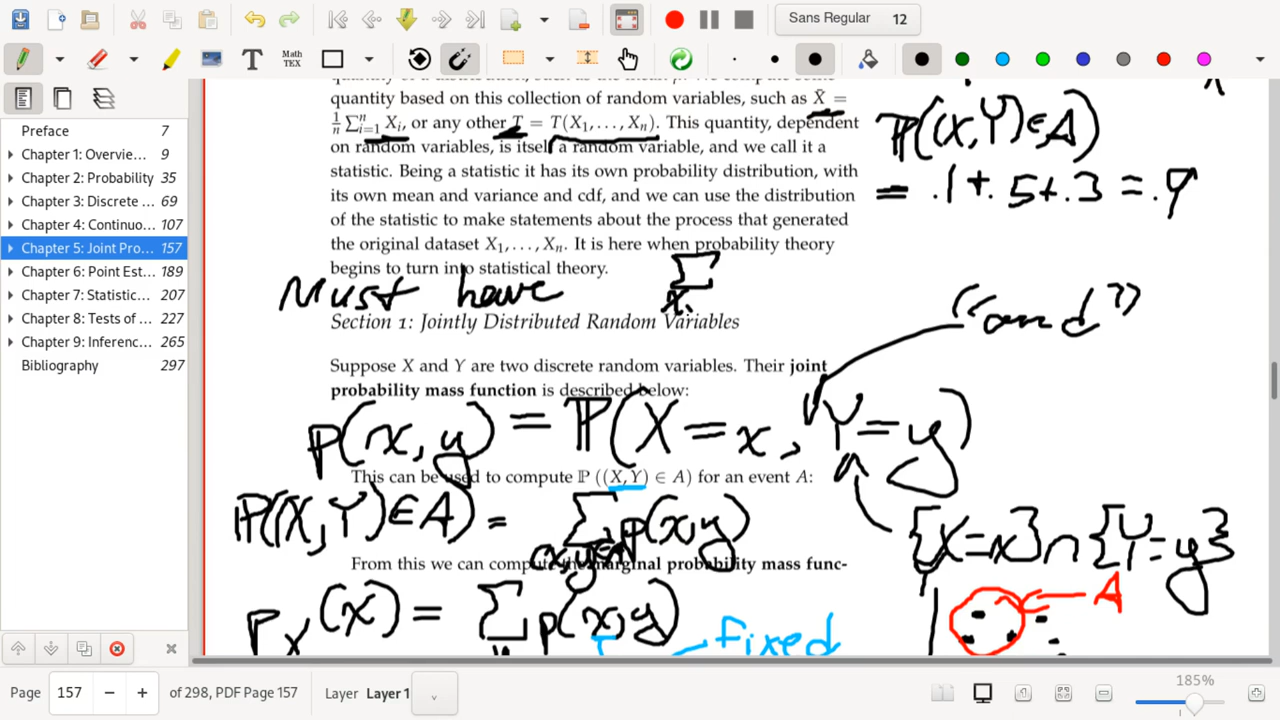 Sans Regular 12
Math TEX
Preface 7
Chapter 1: Overvie... 9
Chapter 2: Probability 35
Chapter 3: Discrete ... 69
Chapter 4: Continuo... 107
Chapter 5: Joint Pro... 157
Chapter 6: Point Est... 189
Chapter 7: Statistic... 207
Chapter 8: Tests of ... 227
Chapter 9: Inferenc... 265
Bibliography 297
quantity based on this collection of random variables, such as X̄ =
1/n ∑ⁿᵢ₌₁ Xᵢ, or any other T = T(X₁, . . . , Xₙ). This quantity, dependent
on random variables, is itself a random variable, and we call it a
statistic. Being a statistic it has its own probability distribution, with
its own mean and variance and cdf, and we can use the distribution
of the statistic to make statements about the process that generated
the original dataset X₁, . . . , Xₙ. It is here when probability theory
begins to turn into statistical theory.
ℙ((X,Y)∈A)
= .1+.5+.3 = .9
Must have ∑
x
Section 1: Jointly Distributed Random Variables
"and"
Suppose X and Y are two discrete random variables. Their joint
probability mass function is described below:
p(x,y) = ℙ(X=x, Y=y)
This can be used to compute ℙ ((X,Y) ∈ A) for an event A:
{X=x}∩{Y=y}
ℙ((X,Y)∈A) = ∑ p(x,y)
(x,y)∈A
From this we can compute the marginal probability mass func-
A
p_X(x) = ∑ p(x,y)
y
fixed
Page 157 of 298, PDF Page 157
Layer Layer 1
185%